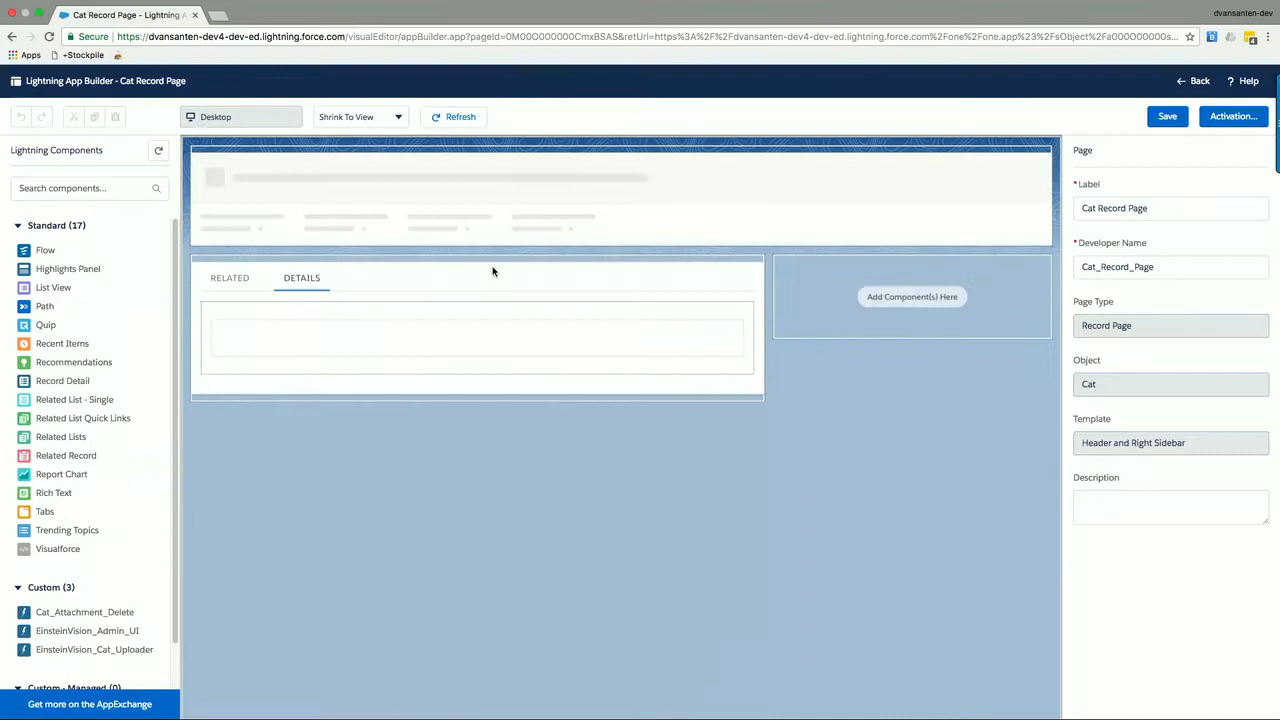 Cat Record Page - Lightning A
dvansanten-dev
Secure
https://dvansanten-dev4-dev-ed.lightning.force.com/visualEditor/appBuilder.app?pageId=0M00O000000CmxBSAS&retUrl=https%3A%2F%2Fdvansanten-dev4-dev-ed.lightning.force.com%2Fone%2Fone.app%23%2FsObject%2Fa000O000000s...
Apps
+Stockpile
Lightning App Builder - Cat Record Page
Back
? Help
Desktop
Shrink To View
Refresh
Save
Activation...
Lightning Components
Search components...
Standard (17)
Flow
Highlights Panel
List View
Path
Quip
Recent Items
Recommendations
Record Detail
Related List - Single
Related List Quick Links
Related Lists
Related Record
Report Chart
Rich Text
Tabs
Trending Topics
Visualforce
Custom (3)
Cat_Attachment_Delete
EinsteinVision_Admin_UI
EinsteinVision_Cat_Uploader
Custom - Managed (0)
Get more on the AppExchange
RELATED
DETAILS
Add Component(s) Here
Page
* Label
Cat Record Page
* Developer Name
Cat_Record_Page
Page Type
Record Page
Object
Cat
Template
Header and Right Sidebar
Description